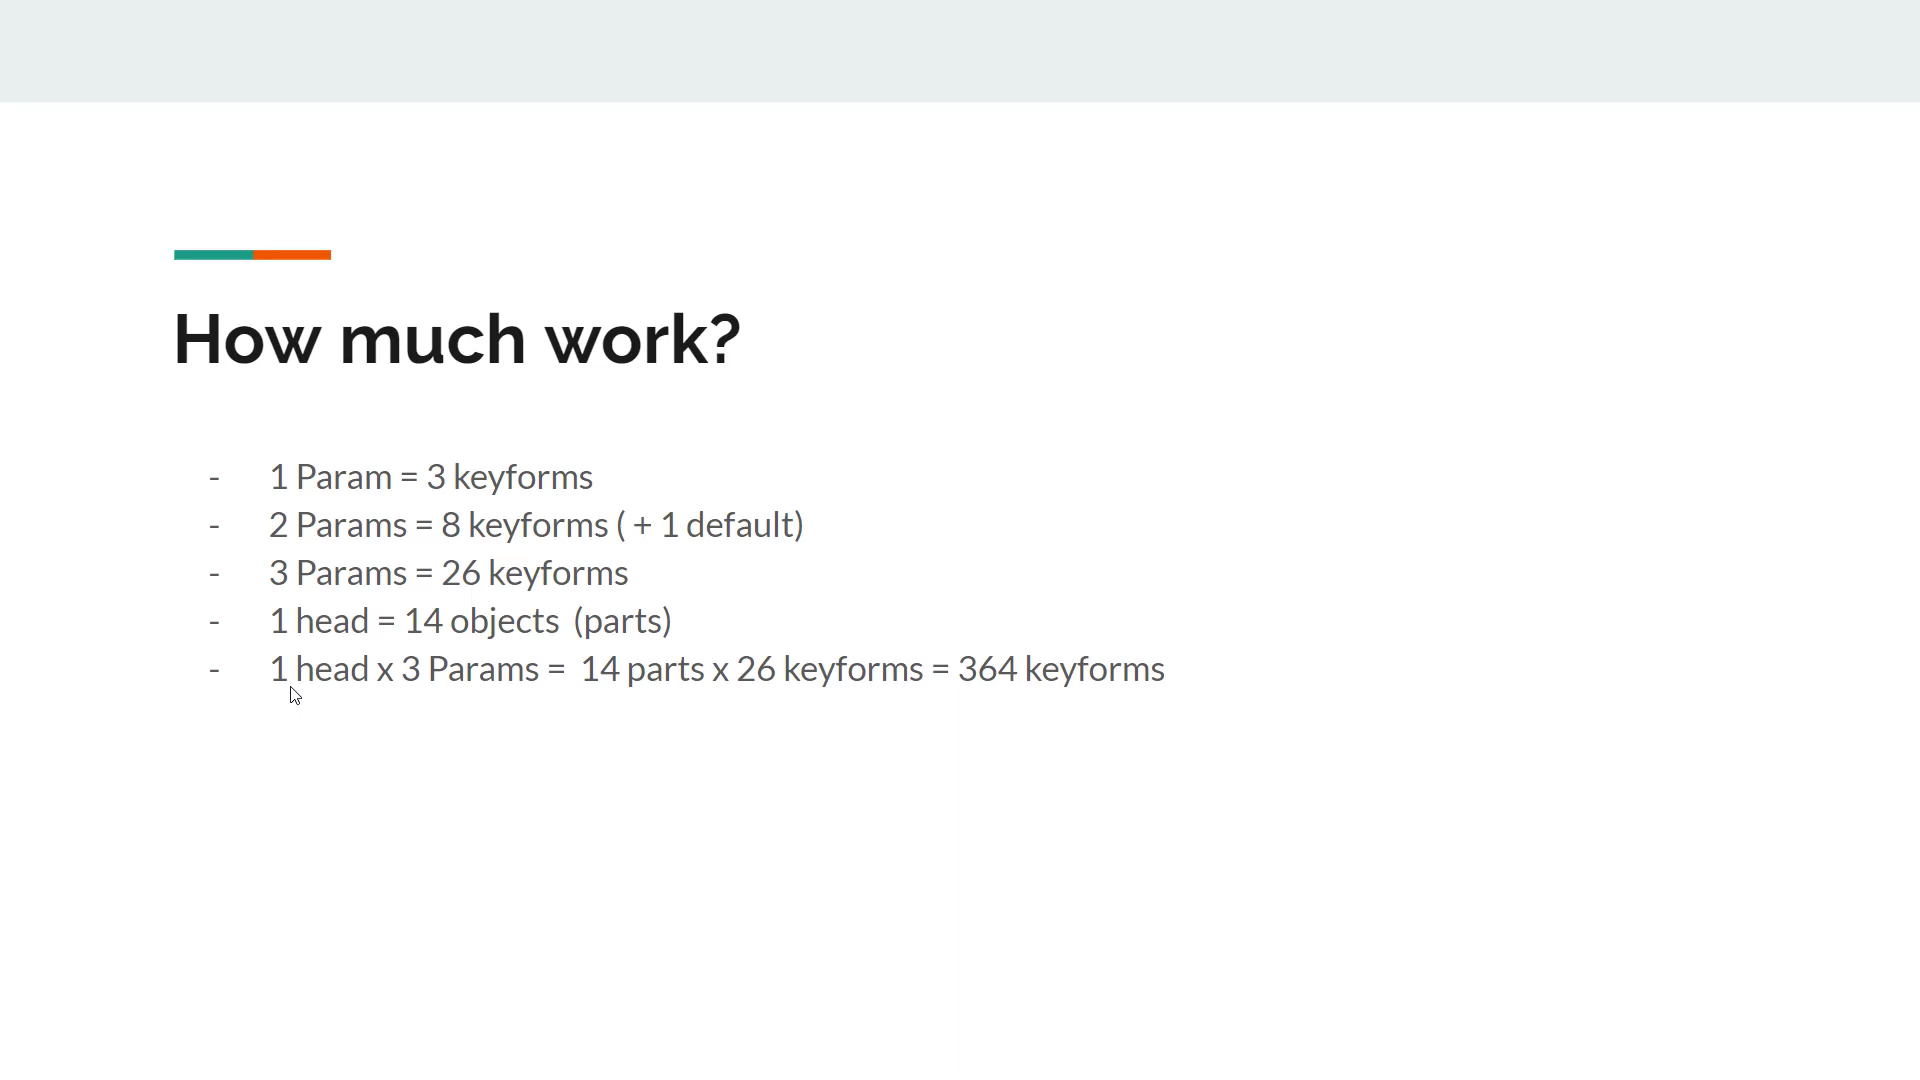 How much work?
- 1 Param = 3 keyforms
- 2 Params = 8 keyforms ( + 1 default)
- 3 Params = 26 keyforms
- 1 head = 14 objects  (parts)
- 1 head x 3 Params =  14 parts x 26 keyforms = 364 keyforms